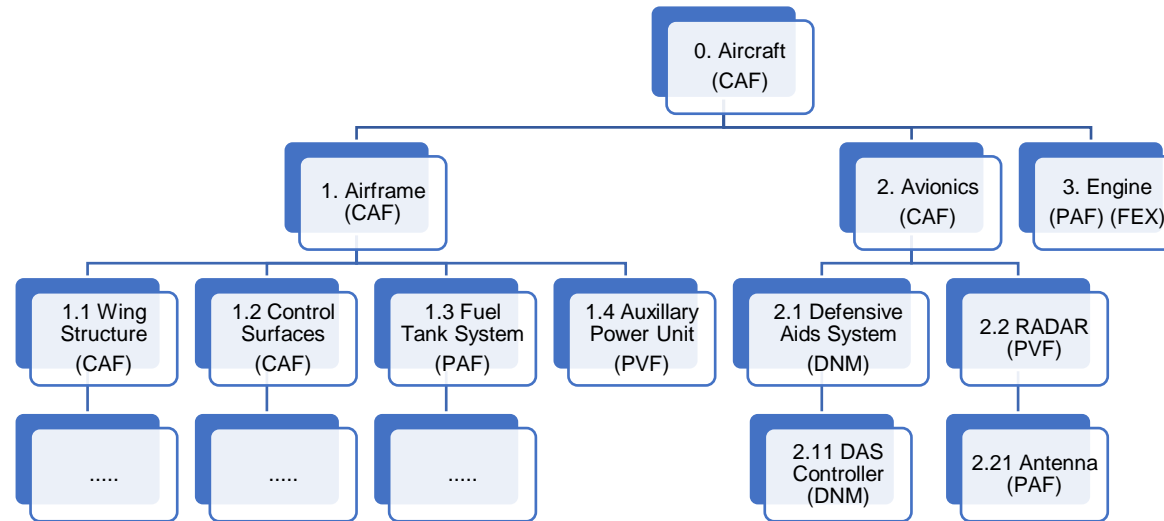 0. Aircraft
(CAF)
1. Airframe
(CAF)
2. Avionics
(CAF)
3. Engine
(PAF) (FEX)
1.1 Wing
Structure
(CAF)
1.2 Control
Surfaces
(CAF)
1.3 Fuel
Tank System
(PAF)
1.4 Auxillary
Power Unit
(PVF)
2.1 Defensive
Aids System
(DNM)
2.2 RADAR
(PVF)
.....
.....
.....
2.11 DAS
Controller
(DNM)
2.21 Antenna
(PAF)